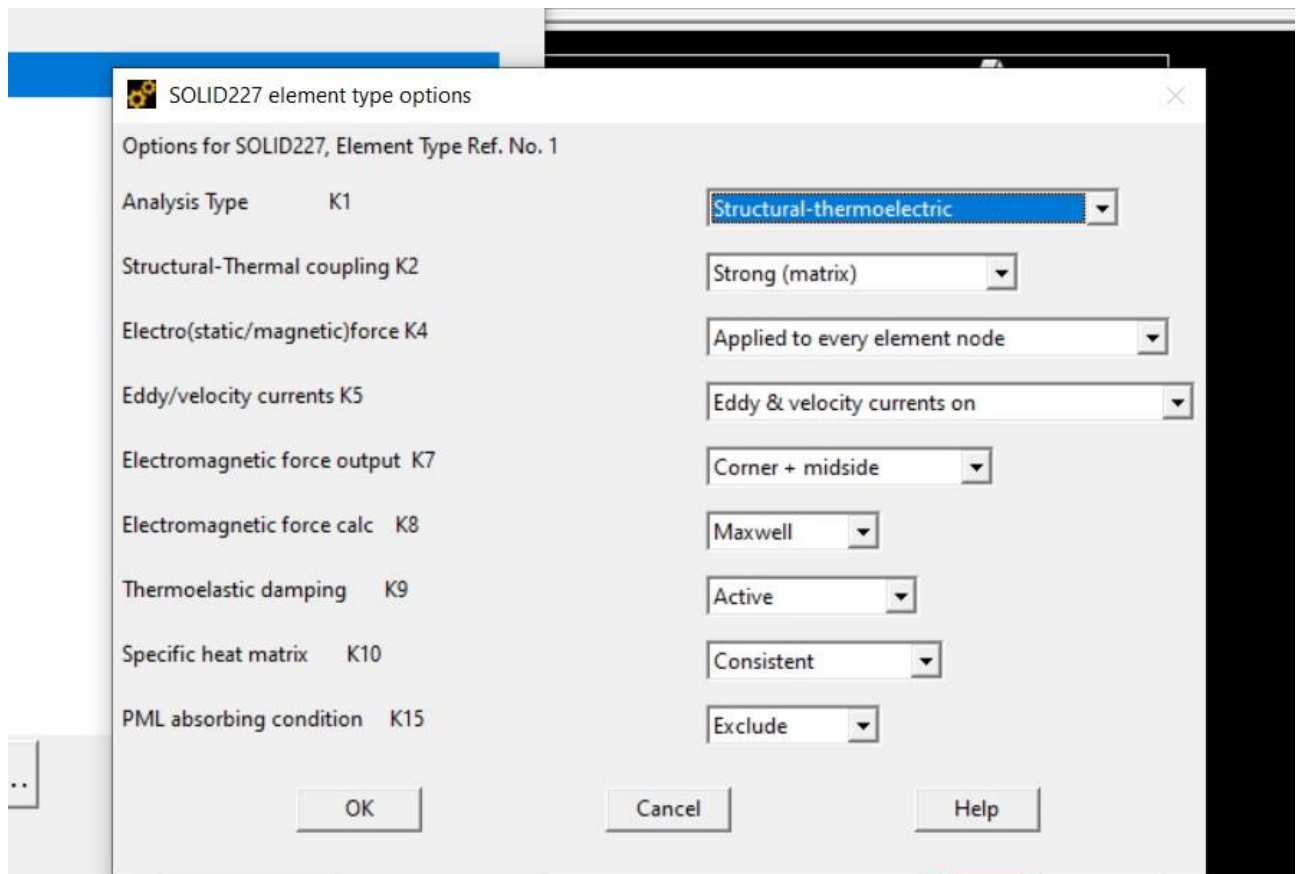 SOLID227 element type options
Options for SOLID227, Element Type Ref. No. 1
Analysis Type K1 Structural-thermoelectric
Structural-Thermal coupling K2 Strong (matrix)
Electro(static/magnetic)force K4 Applied to every element node
Eddy/velocity currents K5 Eddy & velocity currents on
Electromagnetic force output K7 Corner + midside
Electromagnetic force calc K8 Maxwell
Thermoelastic damping K9 Active
Specific heat matrix K10 Consistent
PML absorbing condition K15 Exclude
..
OK Cancel Help